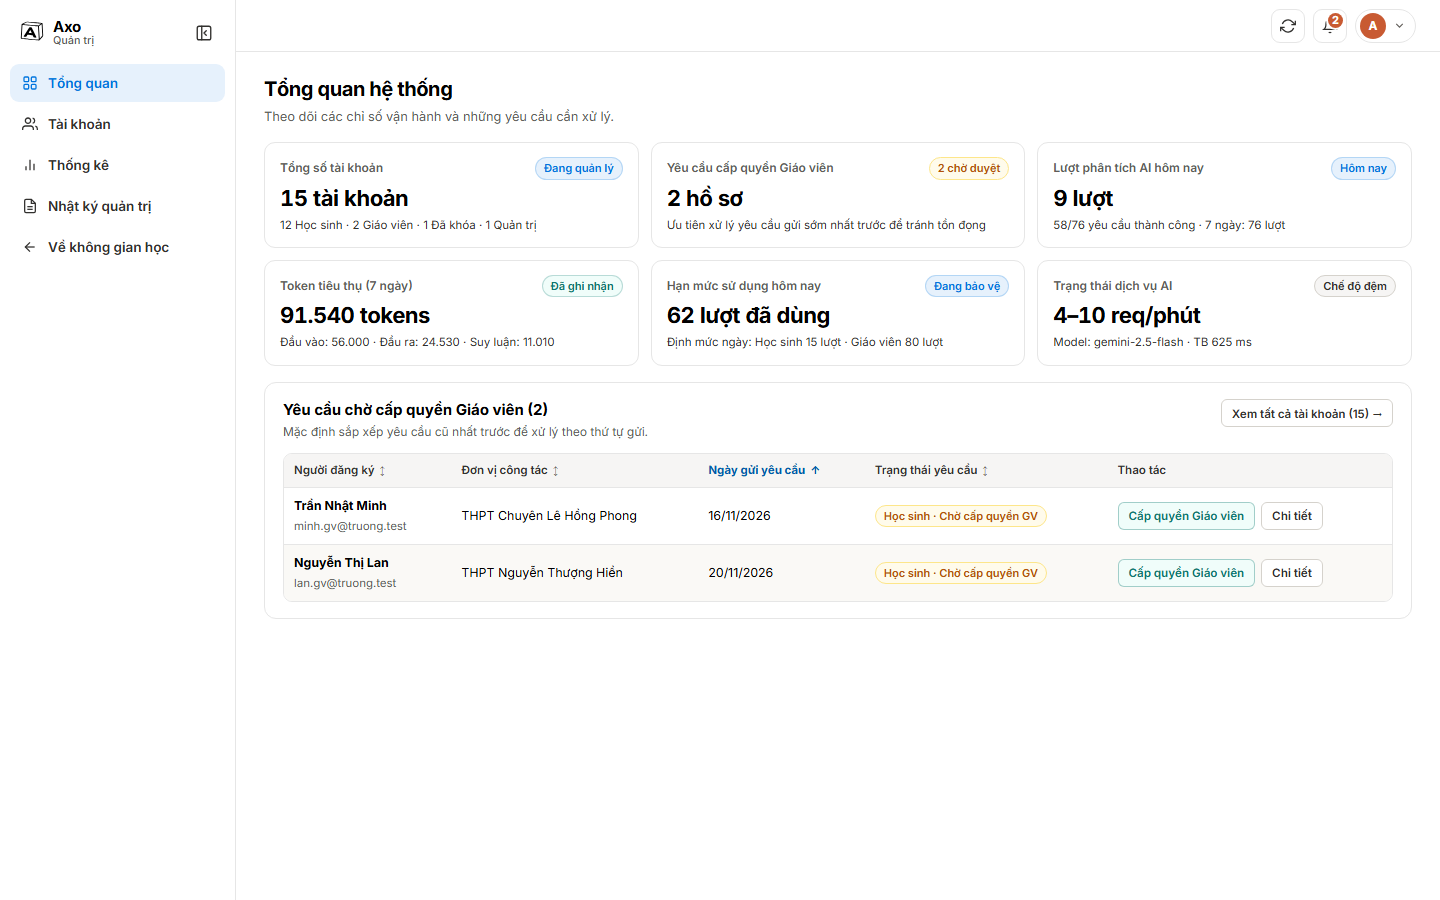 Axo
Quản trị
2
A
Tổng quan
Tài khoản
Thống kê
Nhật ký quản trị
Về không gian học
Tổng quan hệ thống
Theo dõi các chỉ số vận hành và những yêu cầu cần xử lý.
Tổng số tài khoản
Đang quản lý
15 tài khoản
12 Học sinh · 2 Giáo viên · 1 Đã khóa · 1 Quản trị
Yêu cầu cấp quyền Giáo viên
2 chờ duyệt
2 hồ sơ
Ưu tiên xử lý yêu cầu gửi sớm nhất trước để tránh tồn đọng
Lượt phân tích AI hôm nay
Hôm nay
9 lượt
58/76 yêu cầu thành công · 7 ngày: 76 lượt
Token tiêu thụ (7 ngày)
Đã ghi nhận
91.540 tokens
Đầu vào: 56.000 · Đầu ra: 24.530 · Suy luận: 11.010
Hạn mức sử dụng hôm nay
Đang bảo vệ
62 lượt đã dùng
Định mức ngày: Học sinh 15 lượt · Giáo viên 80 lượt
Trạng thái dịch vụ AI
Chế độ đệm
4–10 req/phút
Model: gemini-2.5-flash · TB 625 ms
Yêu cầu chờ cấp quyền Giáo viên (2)
Mặc định sắp xếp yêu cầu cũ nhất trước để xử lý theo thứ tự gửi.
Xem tất cả tài khoản (15) →
Người đăng ký ↕ Đơn vị công tác ↕ Ngày gửi yêu cầu ↑ Trạng thái yêu cầu ↕ Thao tác
Trần Nhật Minh
minh.gv@truong.test
THPT Chuyên Lê Hồng Phong
16/11/2026
Học sinh · Chờ cấp quyền GV
Cấp quyền Giáo viên
Chi tiết
Nguyễn Thị Lan
lan.gv@truong.test
THPT Nguyễn Thượng Hiền
20/11/2026
Học sinh · Chờ cấp quyền GV
Cấp quyền Giáo viên
Chi tiết